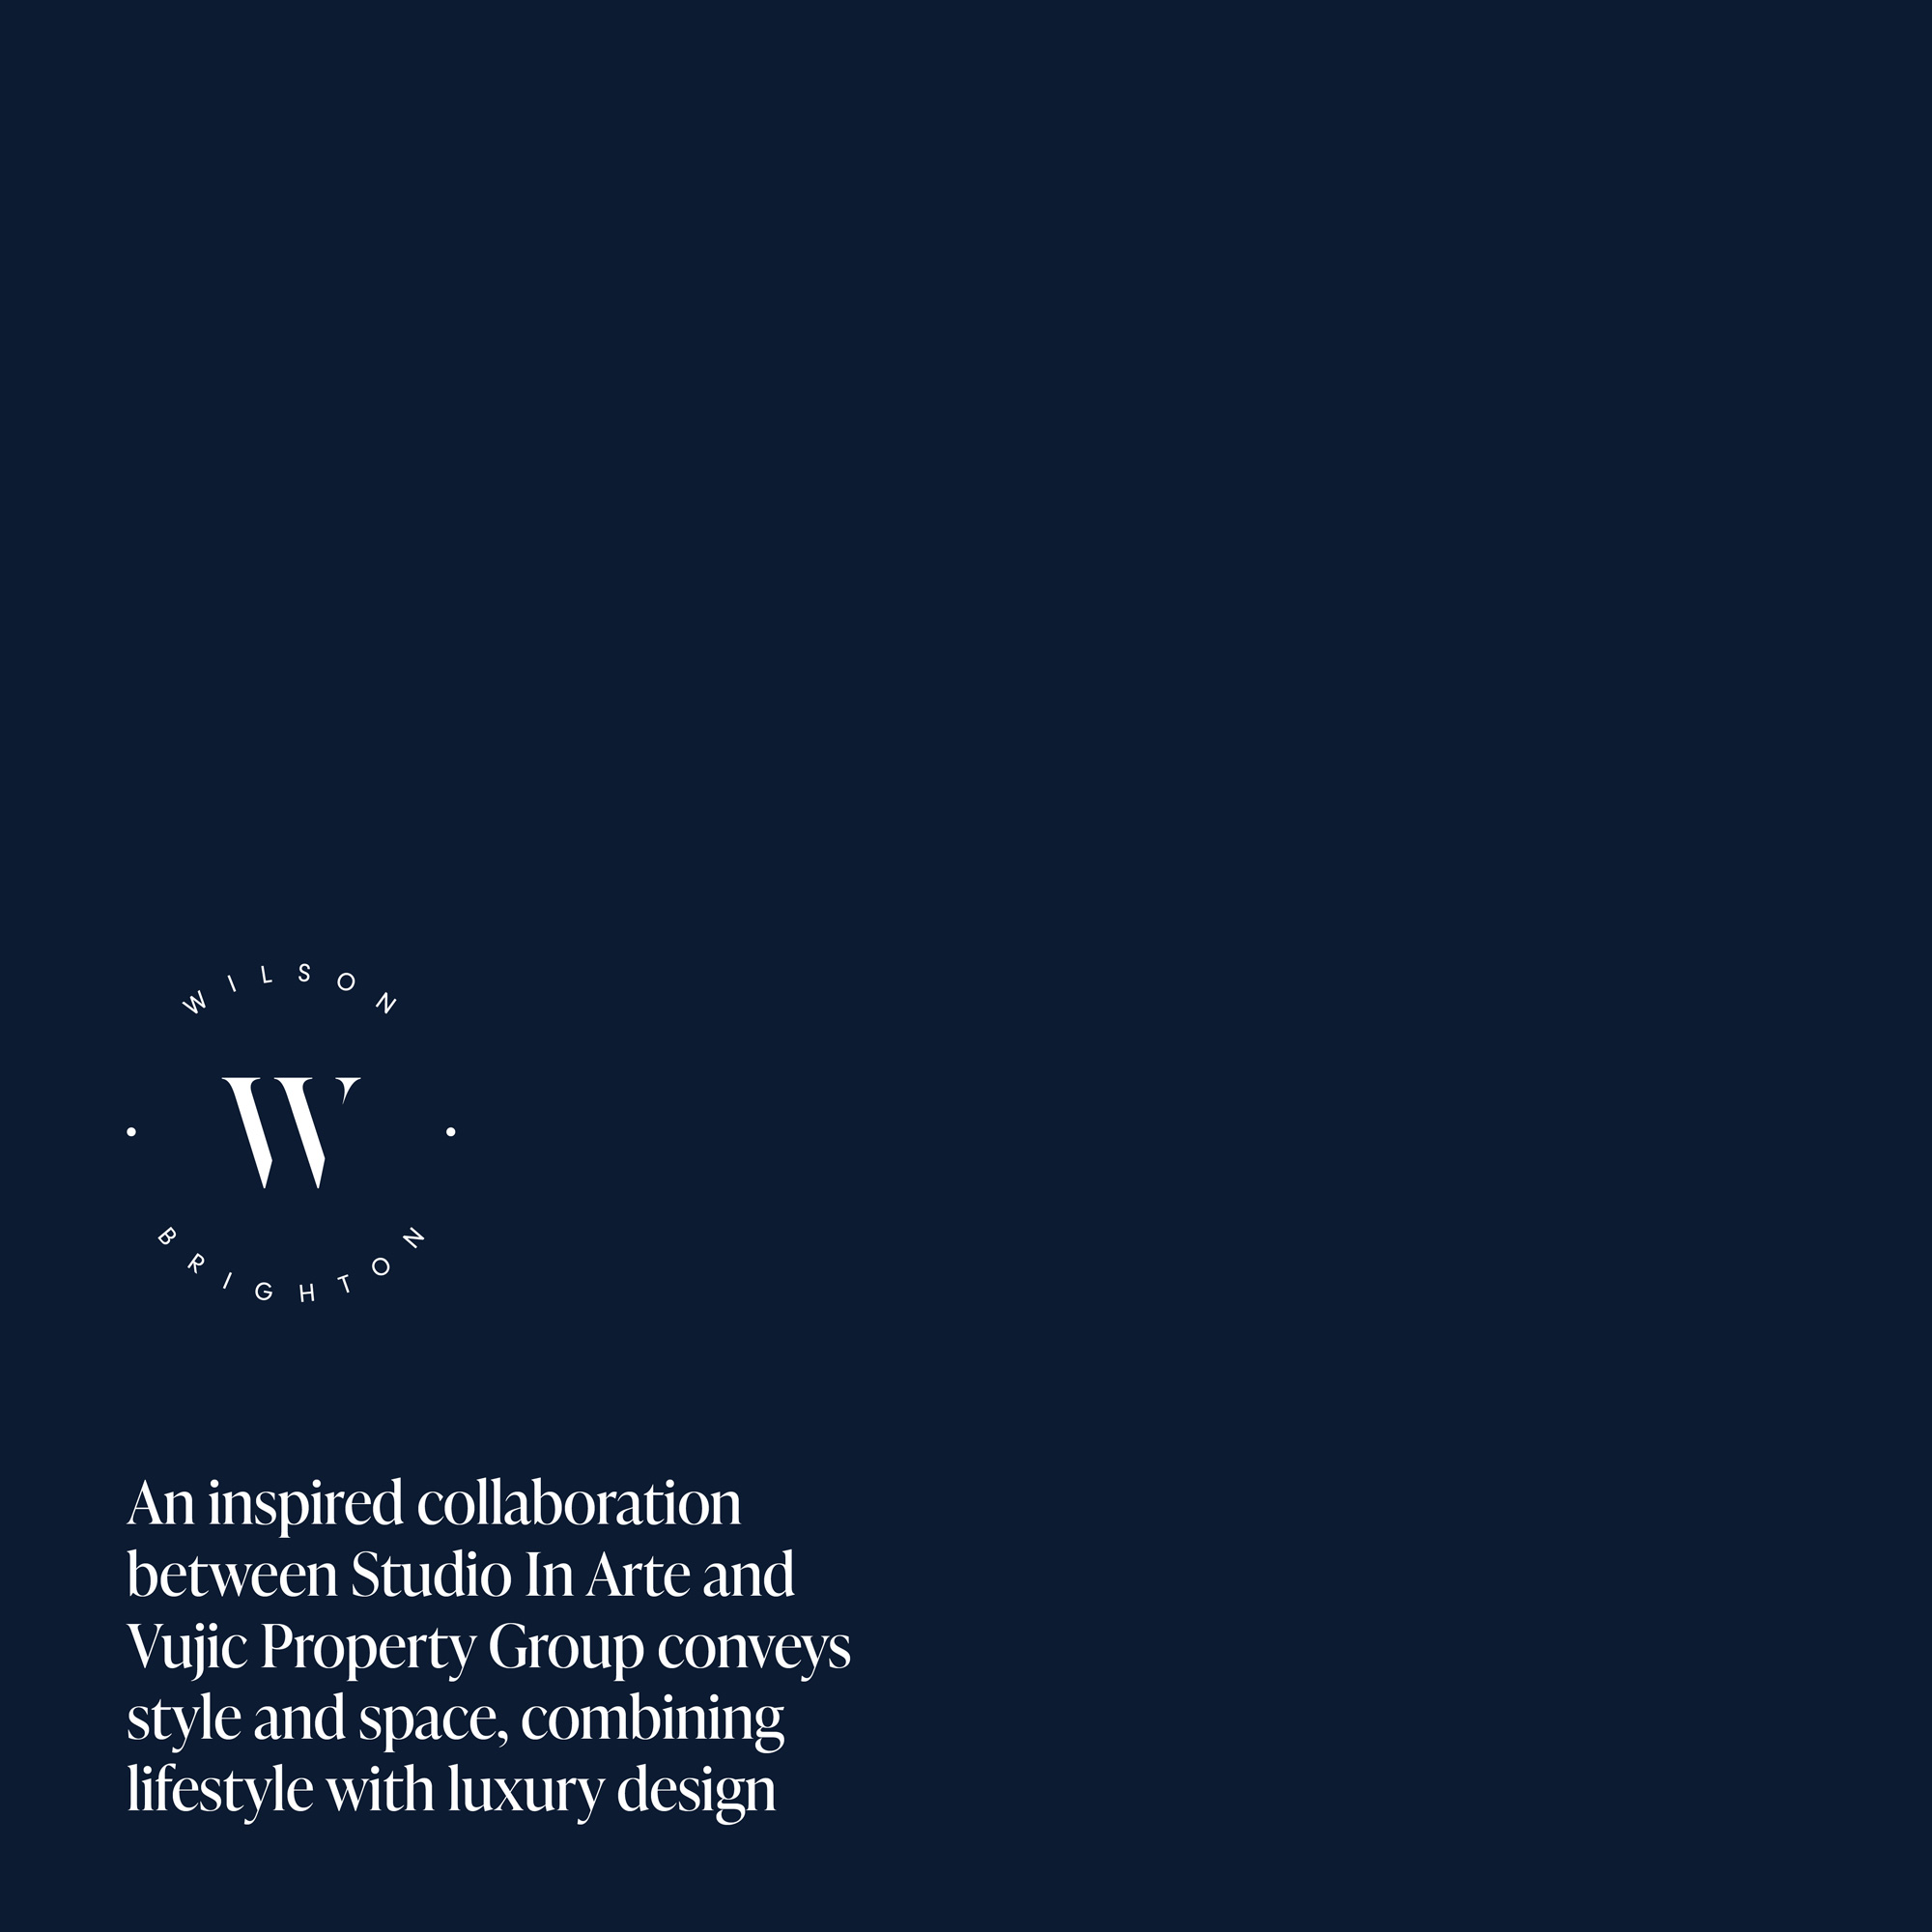 WILSON
W
BRIGHTON
An inspired collaboration
between Studio In Arte and
Vujic Property Group conveys
style and space, combining
lifestyle with luxury design